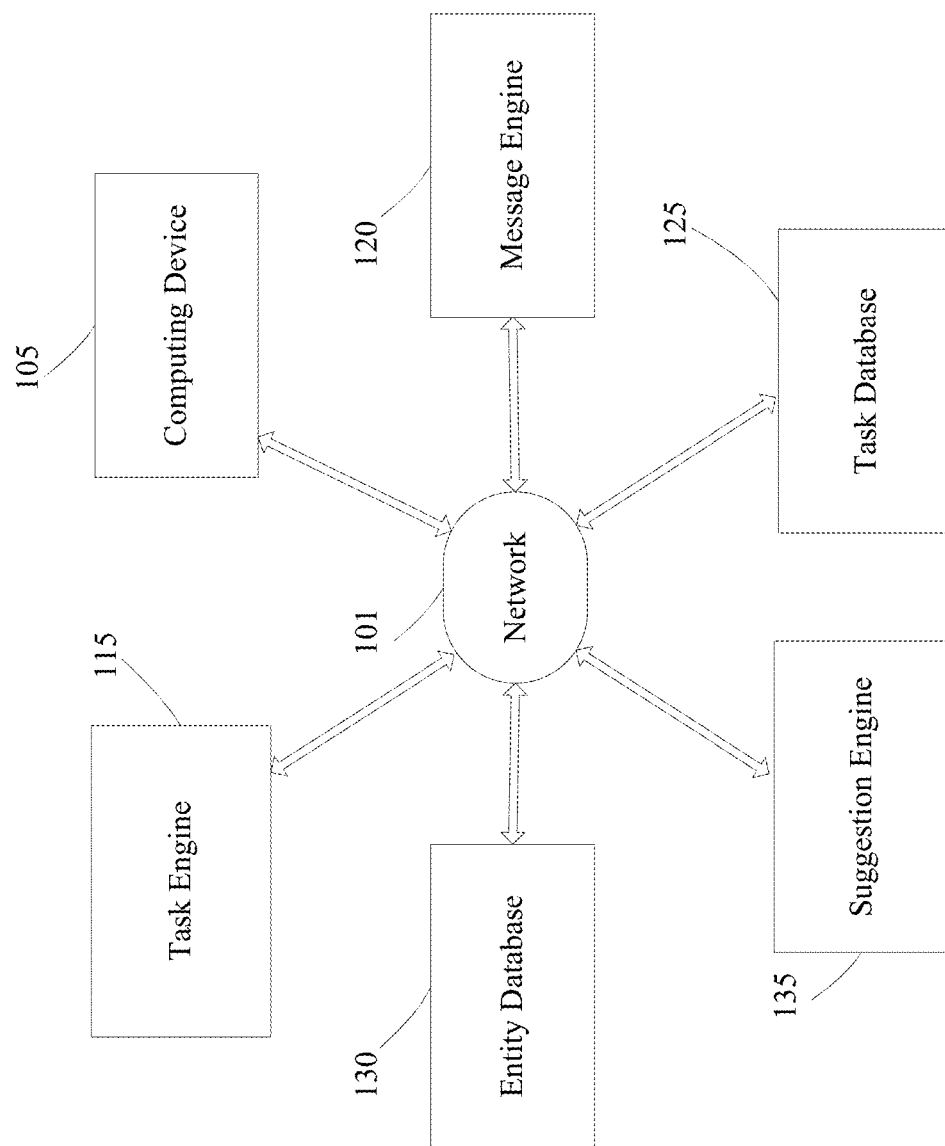 115
Task Engine
105
Computing Device
130
Entity Database
101
Network
120
Message Engine
135
Suggestion Engine
125
Task Database